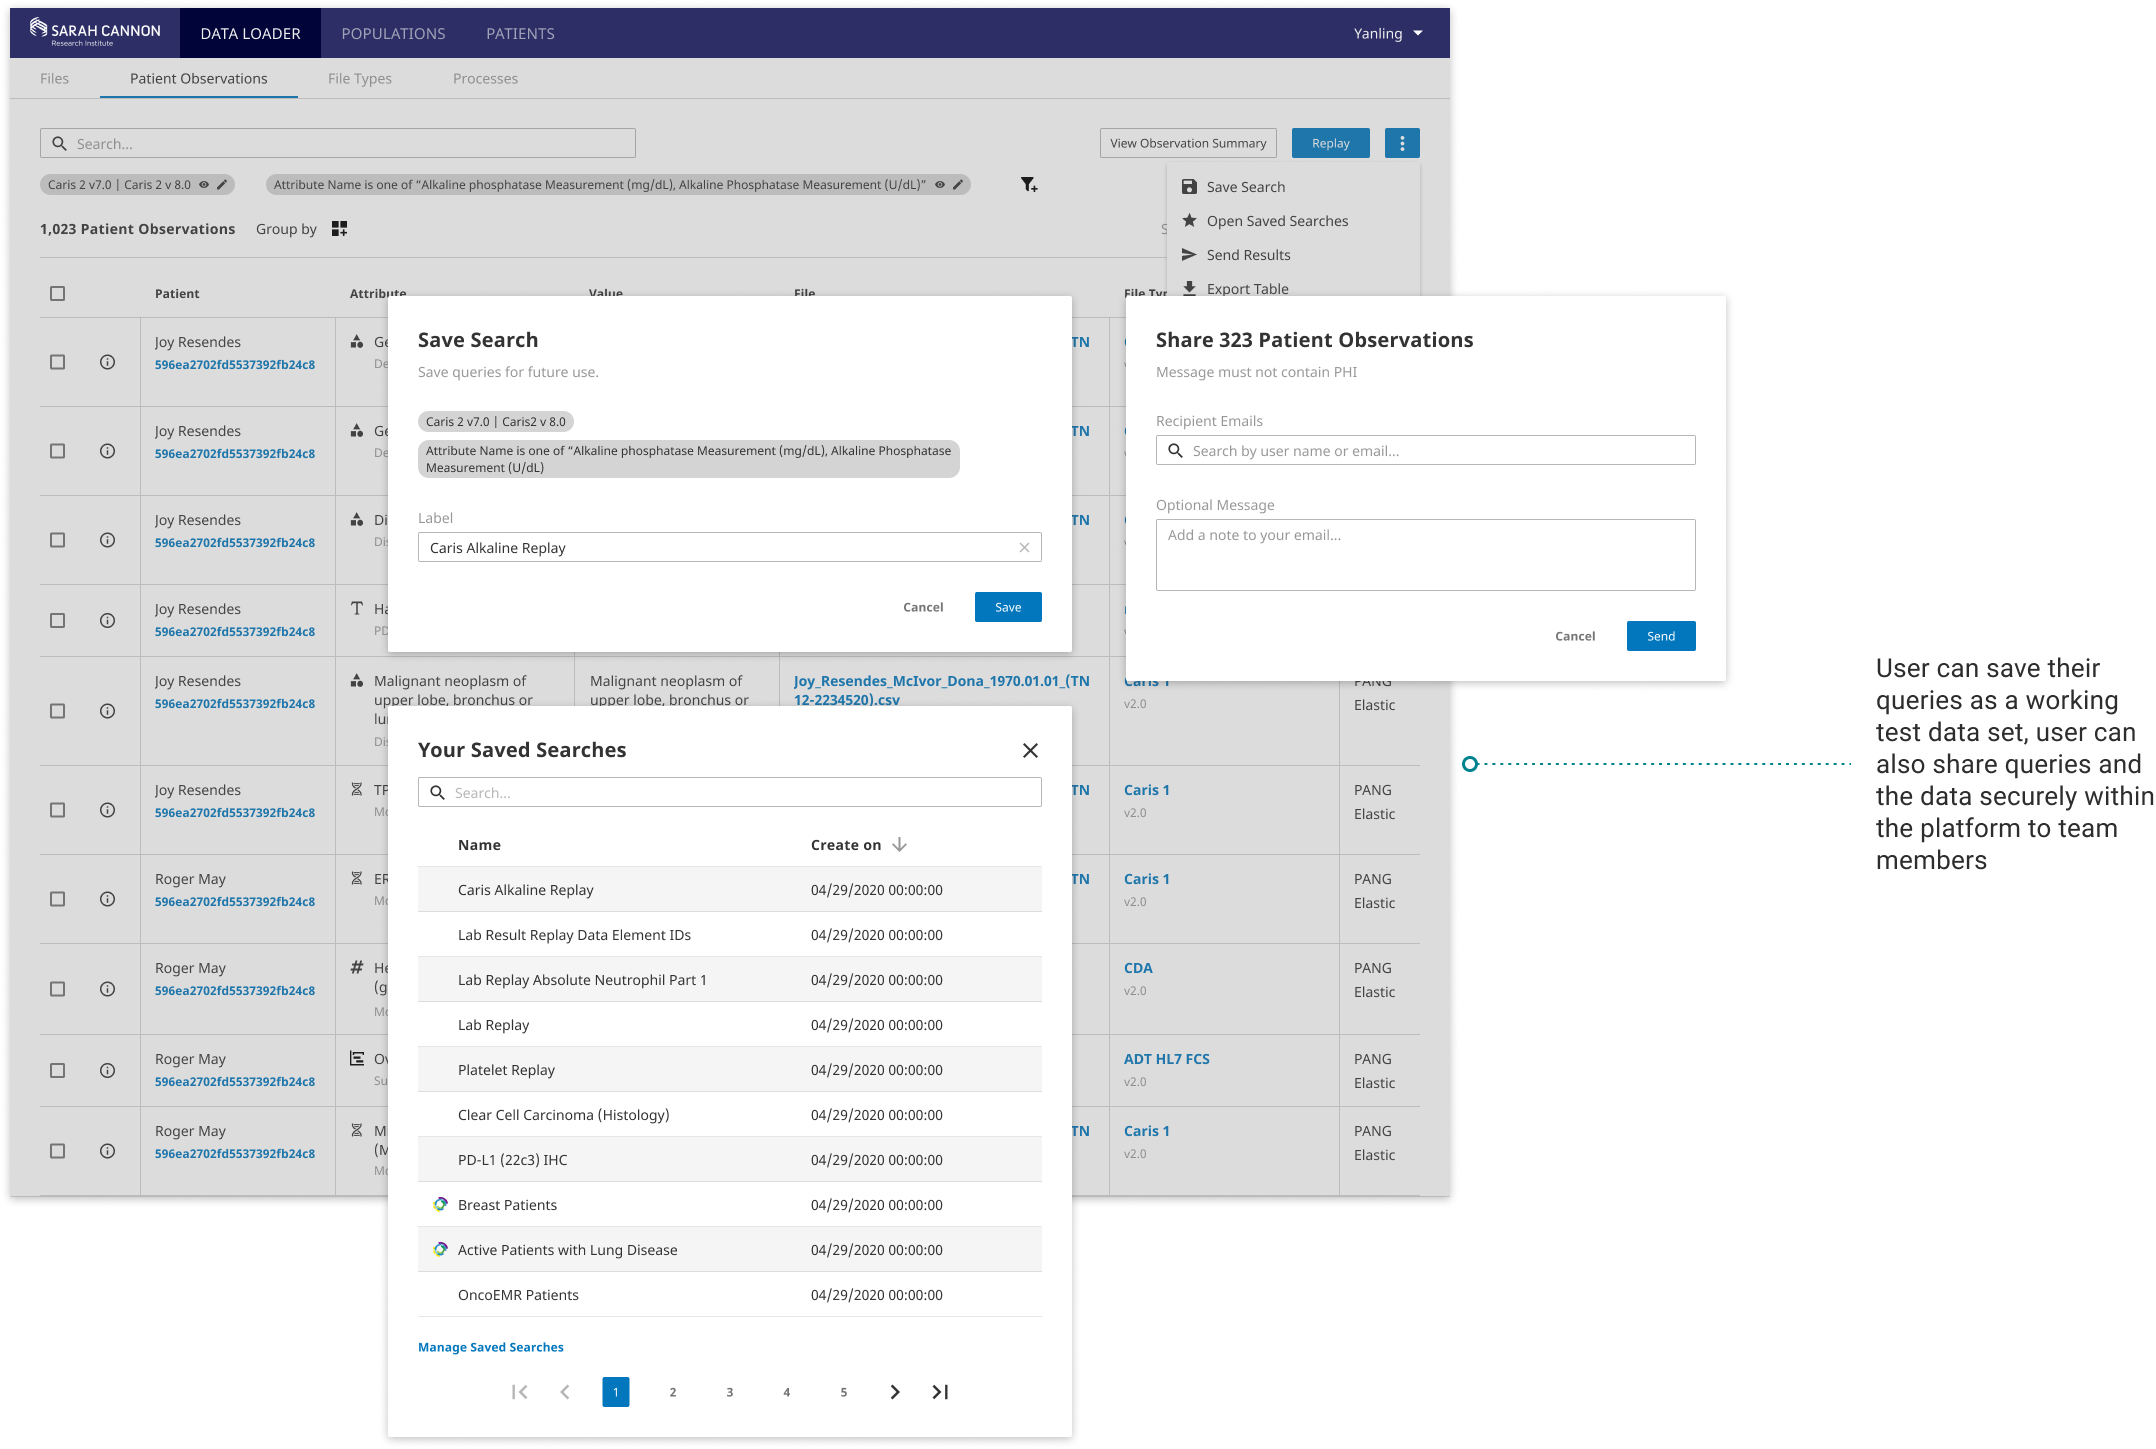 SARAH CANNON
Research Institute
DATA LOADER
POPULATIONS
PATIENTS
Yanling
Files
Patient Observations
File Types
Processes
Search...
View Observation Summary
Replay
Caris 2 v7.0 | Caris 2 v 8.0
Attribute Name is one of “Alkaline phosphatase Measurement (mg/dL), Alkaline Phosphatase Measurement (U/dL)”
Save Search
Open Saved Searches
Send Results
Export Table
1,023 Patient Observations
Group by
Patient
Attribute
Value
File
File Typ
Joy Resendes
596ea2702fd5537392fb24c8
Ge
De
TN
Joy Resendes
596ea2702fd5537392fb24c8
Ge
De
TN
Joy Resendes
596ea2702fd5537392fb24c8
Di
Dis
TN
Joy Resendes
596ea2702fd5537392fb24c8
Ha
PD
Joy Resendes
596ea2702fd5537392fb24c8
Malignant neoplasm of
upper lobe, bronchus or
lu
Dis
Malignant neoplasm of
upper lobe, bronchus or
Joy_Resendes_McIvor_Dona_1970.01.01_(TN
12-2234520).csv
Caris 1
v2.0
PANG
Elastic
Joy Resendes
596ea2702fd5537392fb24c8
TP
Mo
TN
Caris 1
v2.0
PANG
Elastic
Roger May
596ea2702fd5537392fb24c8
ER
Mo
TN
Caris 1
v2.0
PANG
Elastic
Roger May
596ea2702fd5537392fb24c8
He
(g
Mo
CDA
v2.0
PANG
Elastic
Roger May
596ea2702fd5537392fb24c8
Ov
Su
ADT HL7 FCS
v2.0
PANG
Elastic
Roger May
596ea2702fd5537392fb24c8
M
(M
Mo
TN
Caris 1
v2.0
PANG
Elastic
Save Search
Save queries for future use.
Caris 2 v7.0 | Caris2 v 8.0
Attribute Name is one of “Alkaline phosphatase Measurement (mg/dL), Alkaline Phosphatase
Measurement (U/dL)
Label
Caris Alkaline Replay
Cancel
Save
Share 323 Patient Observations
Message must not contain PHI
Recipient Emails
Search by user name or email...
Optional Message
Add a note to your email...
Cancel
Send
Your Saved Searches
Search...
Name
Create on
Caris Alkaline Replay
04/29/2020 00:00:00
Lab Result Replay Data Element IDs
04/29/2020 00:00:00
Lab Replay Absolute Neutrophil Part 1
04/29/2020 00:00:00
Lab Replay
04/29/2020 00:00:00
Platelet Replay
04/29/2020 00:00:00
Clear Cell Carcinoma (Histology)
04/29/2020 00:00:00
PD-L1 (22c3) IHC
04/29/2020 00:00:00
Breast Patients
04/29/2020 00:00:00
Active Patients with Lung Disease
04/29/2020 00:00:00
OncoEMR Patients
04/29/2020 00:00:00
Manage Saved Searches
1
2
3
4
5
User can save their
queries as a working
test data set, user can
also share queries and
the data securely within
the platform to team
members